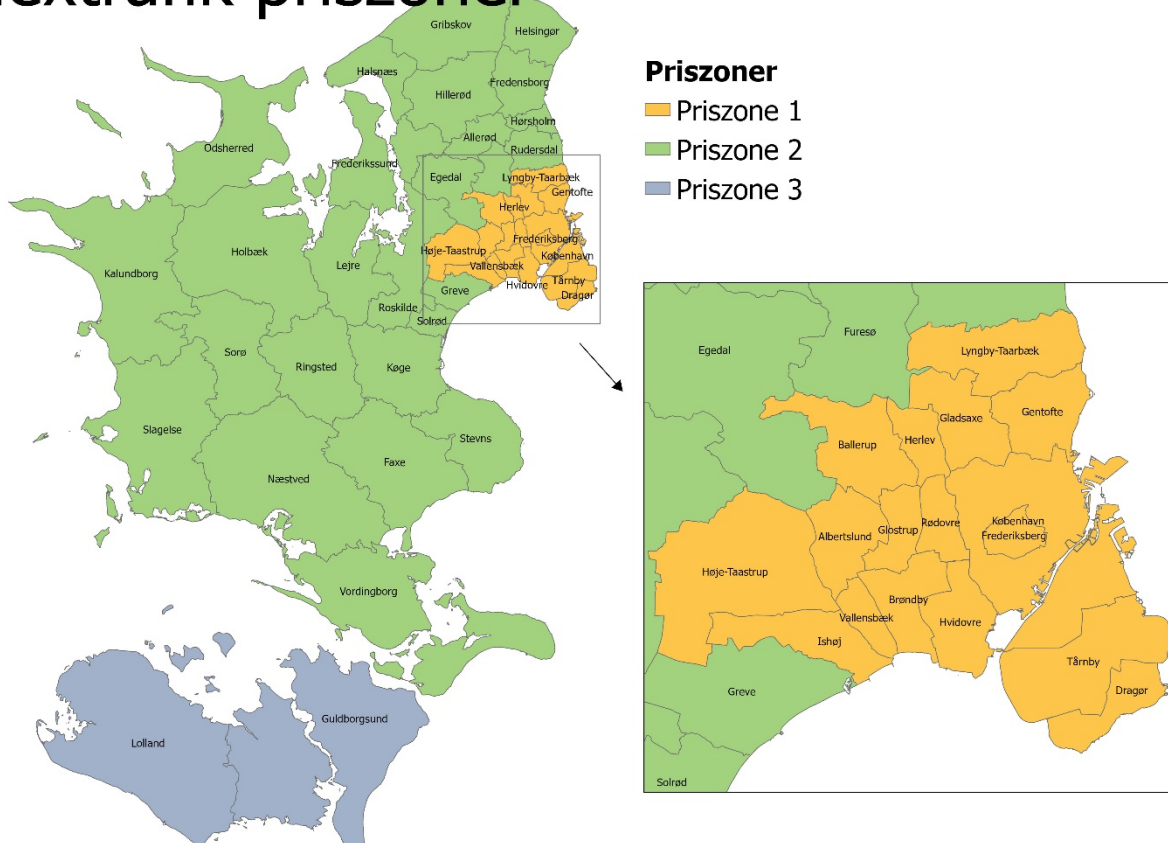 Gribskov
Helsingør
Halsnæs
Fredensborg
Hillerød
Hørsholm
Allerød
Odsherred
Rudersdal
Frederikssund
Egedal
Lyngby-Taarbæk
Gentofte
Herlev
Frederiksberg
Holbæk
Høje-Taastrup
København
Kalundborg
Lejre
Vallensbæk
Tårnby
Hvidovre
Greve
Dragør
Roskilde
Solrød
Sorø
Ringsted
Køge
Slagelse
Stevns
Faxe
Næstved
Vordingborg
Guldborgsund
Lolland
Priszoner
Priszone 1
Priszone 2
Priszone 3
Furesø
Egedal
Lyngby-Taarbæk
Gentofte
Gladsaxe
Herlev
Ballerup
København
Rødovre
Glostrup
Frederiksberg
Albertslund
Høje-Taastrup
Brøndby
Vallensbæk
Hvidovre
Ishøj
Tårnby
Greve
Dragør
Solrød